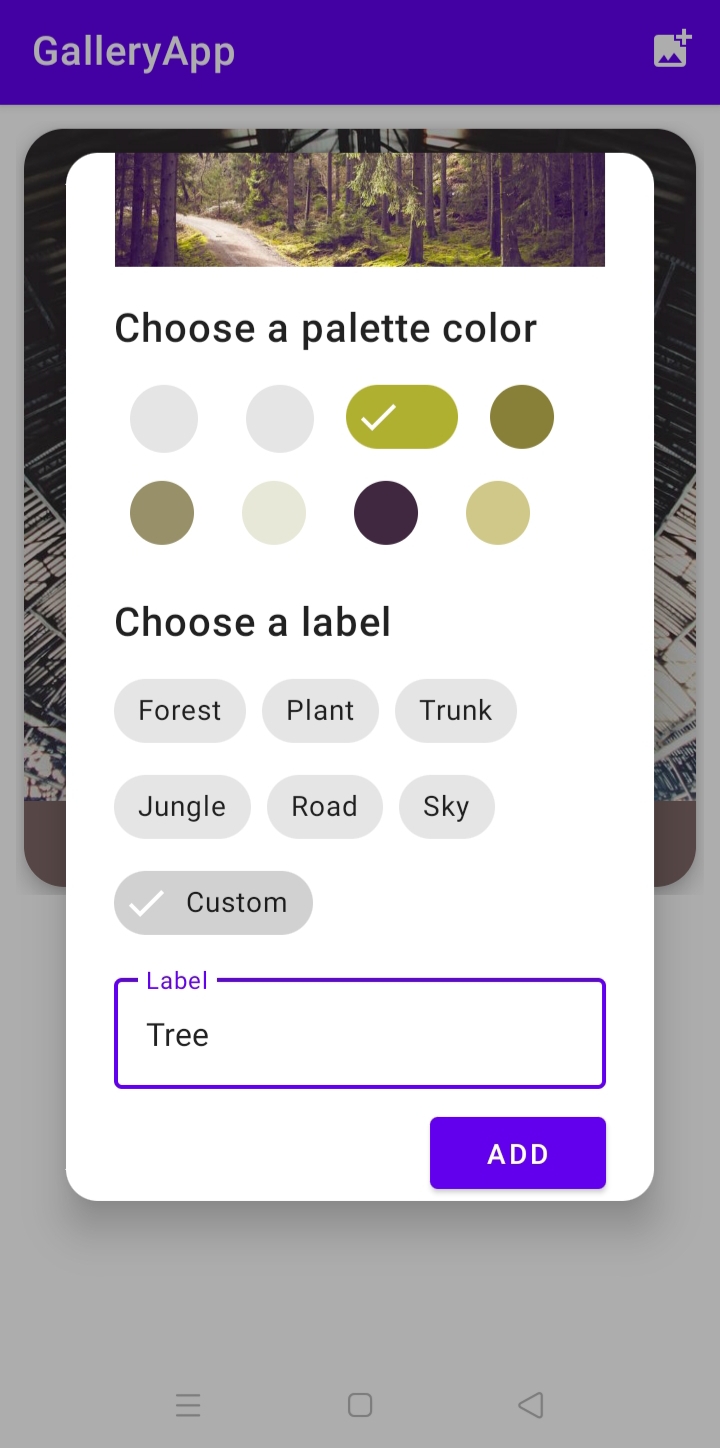 GalleryApp
Choose a palette color
Choose a label
Forest Plant Trunk
Jungle Road Sky
Custom
Label
Tree
ADD